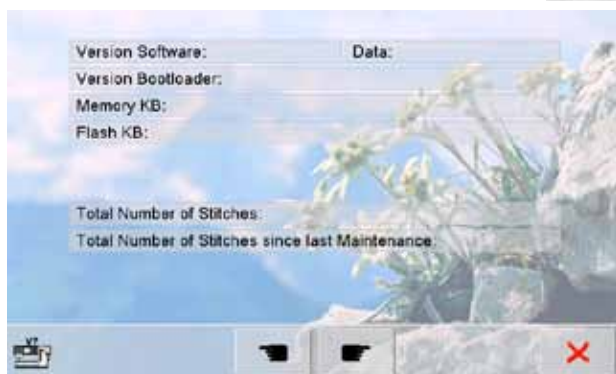 Version Software: Data:
Version Bootloader:
Memory KB:
Flash KB:
Total Number of Stitches:
Total Number of Stitches since last Maintenance: